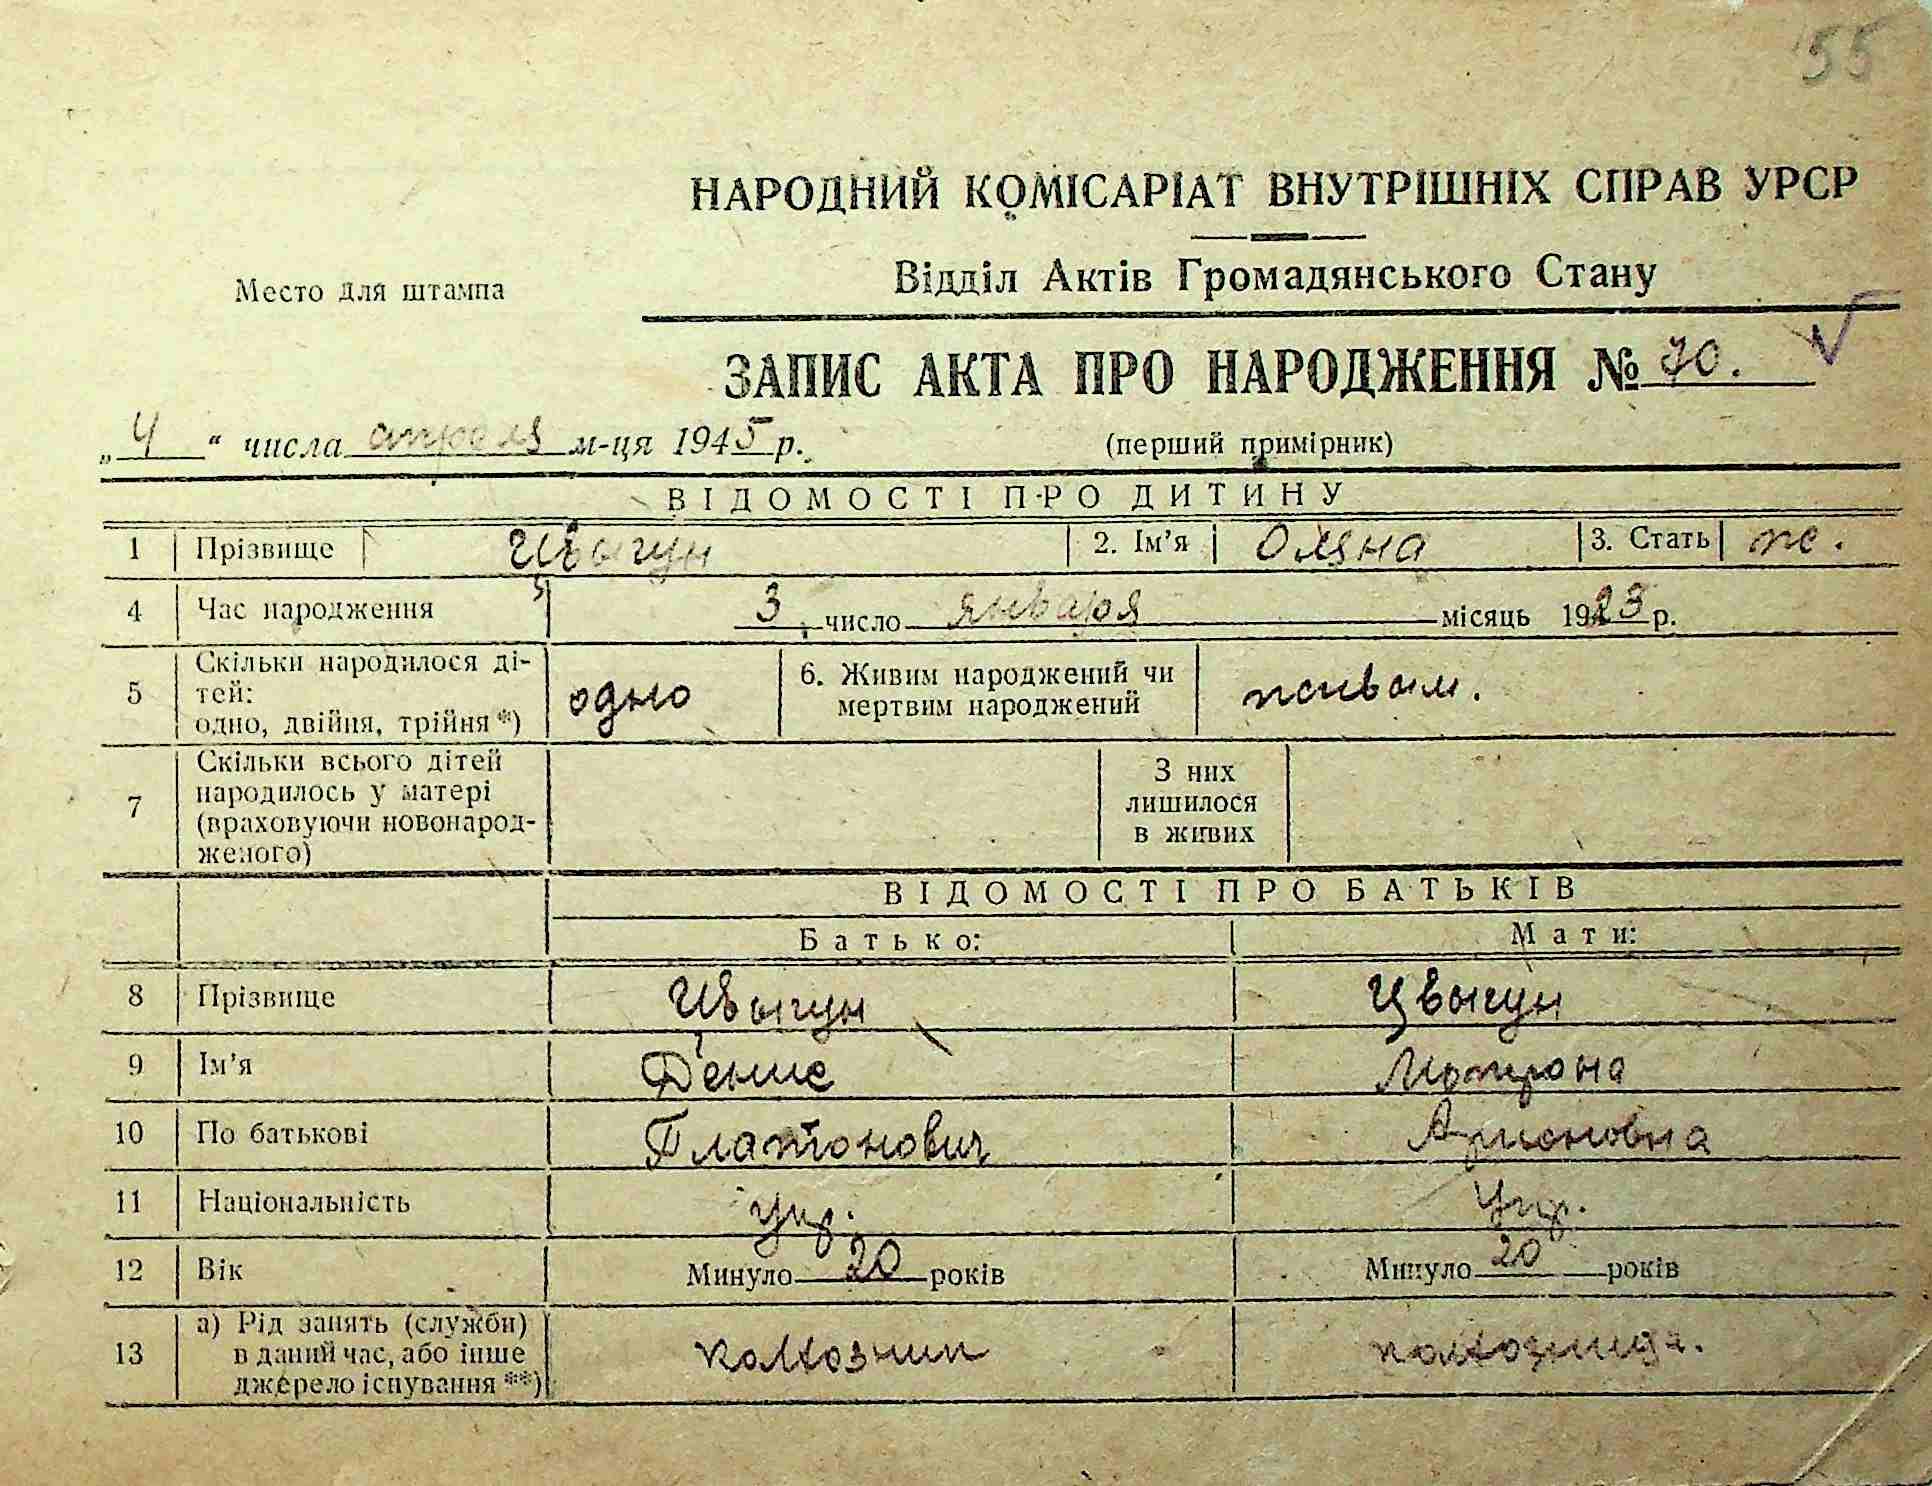 55
НАРОДНИЙ КОМІСАРІАТ ВНУТРІШНІХ СПРАВ УРСР
Відділ Актів Громадянського Стану
Место для штампа
ЗАПИС АКТА ПРО НАРОДЖЕННЯ № 70.
„ 4 “ числа апреля м-ця 1945 р.
(перший примірник)
ВІДОМОСТІ ПРО ДИТИНУ
1 Прізвище Цвыгун 2. Ім’я Оляна 3. Стать ж.
4 Час народження 3 число января місяць 1923 р.
5 Скільки народилося ді-
тей:
одно, двійня, трійня *) одно 6. Живим народжений чи
мертвим народжений живым.
7 Скільки всього дітей
народилось у матері
(враховуючи новонарод-
женого)
З них
лишилося
в живих
ВІДОМОСТІ ПРО БАТЬКІВ
Батько: Мати:
8 Прізвище Цвыгун Цвыгун
9 Ім’я Денис Мотрона
10 По батькові Платонович
11 Національність укр. Укр.
12 Вік Минуло 20 років Минуло 20 років
13 а) Рід занять (служби)
в даний час, або інше
джерело існування **) колхозник колхозница.